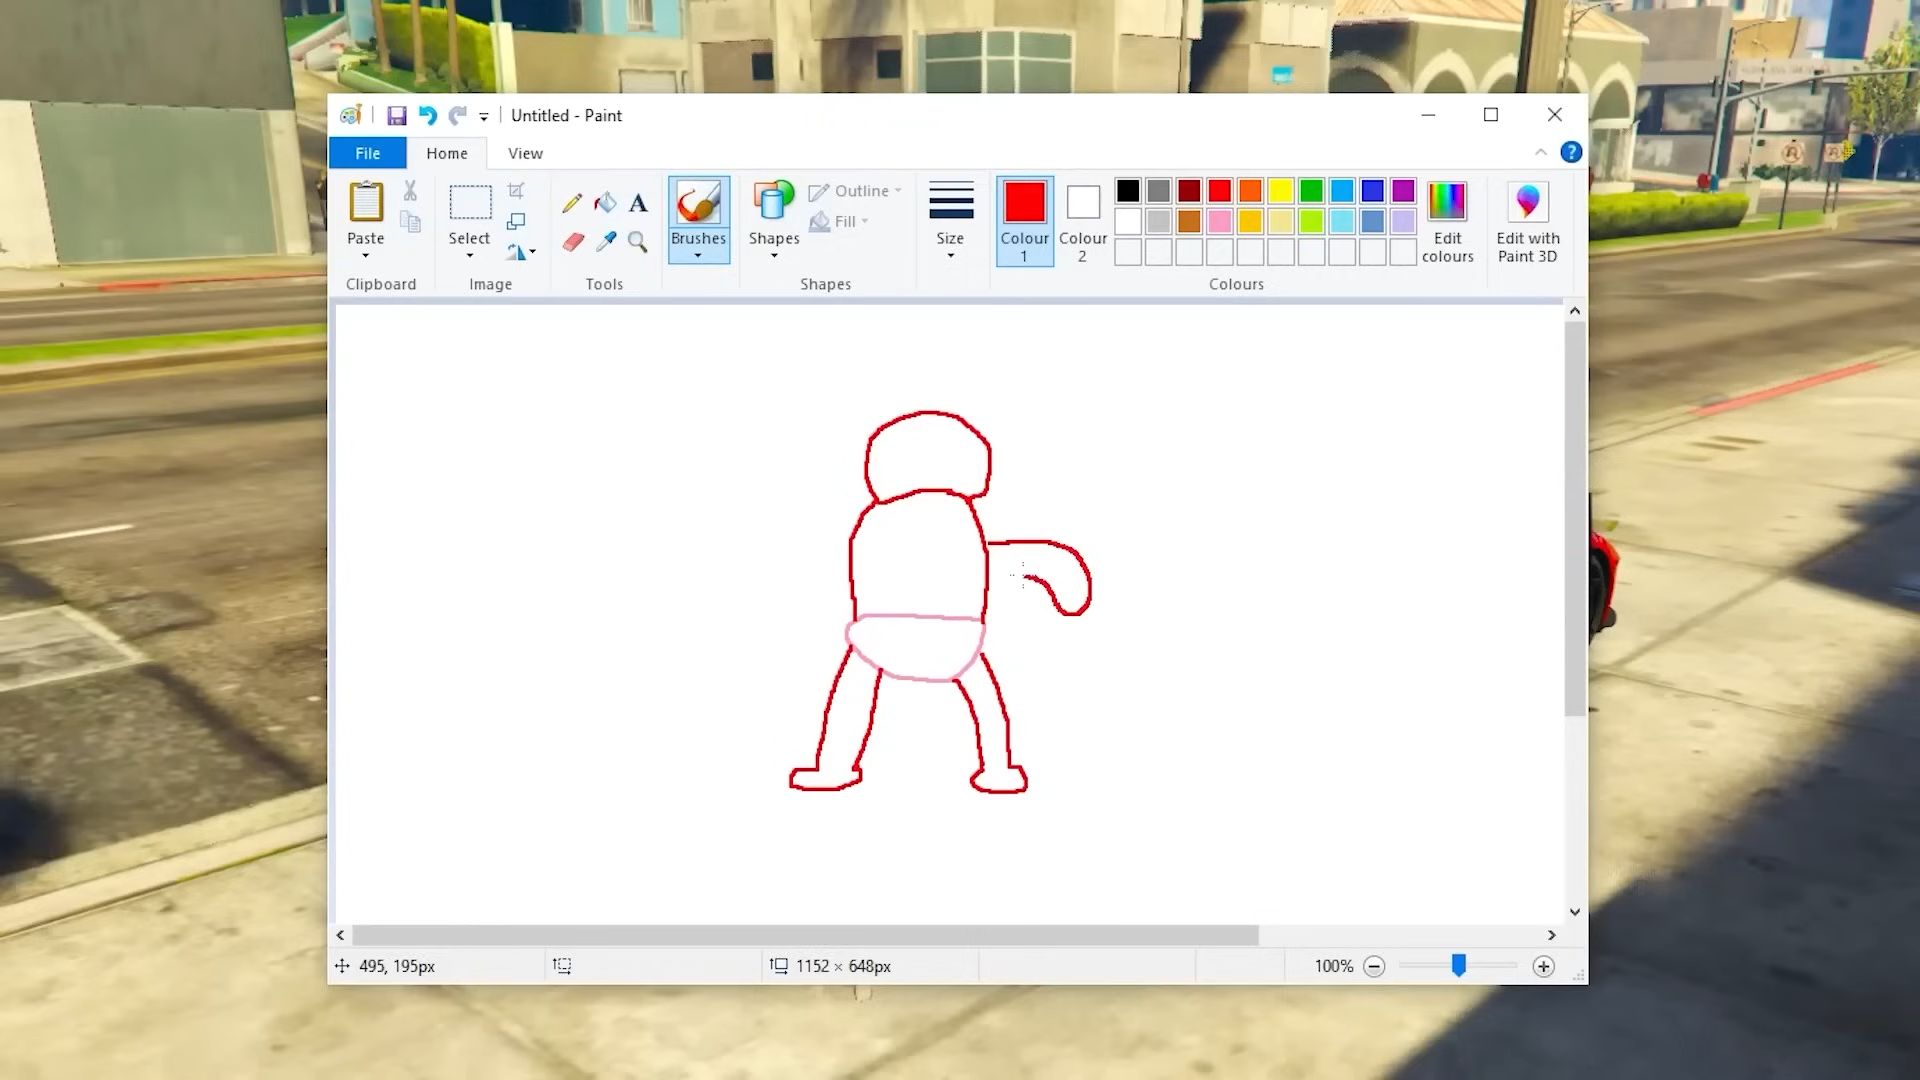 Untitled - Paint
File Home View
Paste Select Brushes Shapes Outline Fill Size Colour 1 Colour 2 Edit colours Edit with Paint 3D
Clipboard Image Tools Shapes Colours
495, 195px 1152 × 648px 100%